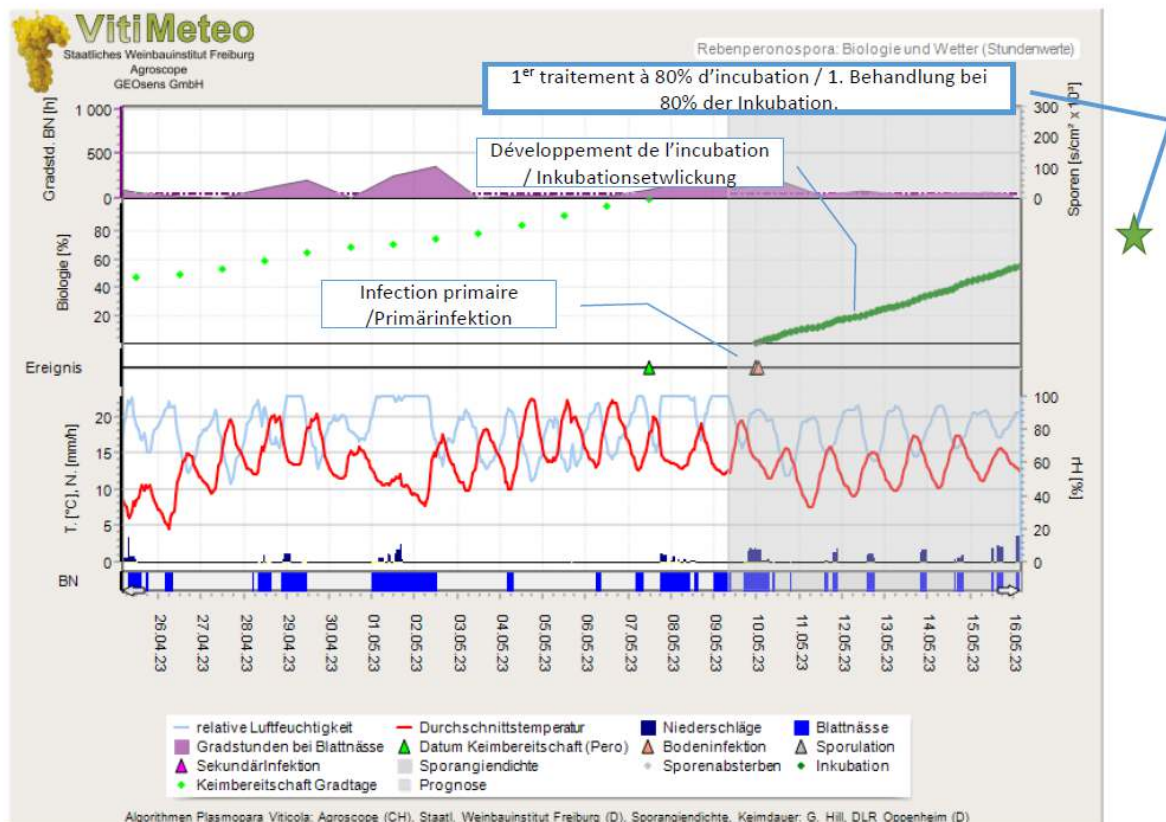 VitiMeteo
Staatliches Weinbauinstitut Freiburg
Agroscope
GEOsens GmbH
Rebenperonospora: Biologie und Wetter (Stundenwerte)
1er traitement à 80% d'incubation / 1. Behandlung bei
80% der Inkubation.
Gradstd. BN [h]
1 000
500
0
300
200
100
0
Sporen [s/cm² x 10³]
Développement de l'incubation
/ Inkubationsetwlickung
Biologie [%]
80
60
40
20
Infection primaire
/Primärinfektion
Ereignis
T. [°C], N. [mm/h]
20
15
10
5
0
100
80
60
40
20
0
rH [%]
BN
26.04.23
27.04.23
28.04.23
29.04.23
30.04.23
01.05.23
02.05.23
03.05.23
04.05.23
05.05.23
06.05.23
07.05.23
08.05.23
09.05.23
10.05.23
11.05.23
12.05.23
13.05.23
14.05.23
15.05.23
16.05.23
relative Luftfeuchtigkeit Durchschnittstemperatur Niederschläge Blattnässe
Gradstunden bei Blattnässe Datum Keimbereitschaft (Pero) Bodeninfektion Sporulation
SekundärInfektion Sporangiendichte Sporenabsterben Inkubation
Keimbereitschaft Gradtage Prognose
Algorithmen Plasmopara Viticola: Agroscope (CH), Staatl. Weinbauinstitut Freiburg (D), Sporangiendichte, Keimdauer: G. Hill, DLR Oppenheim (D)